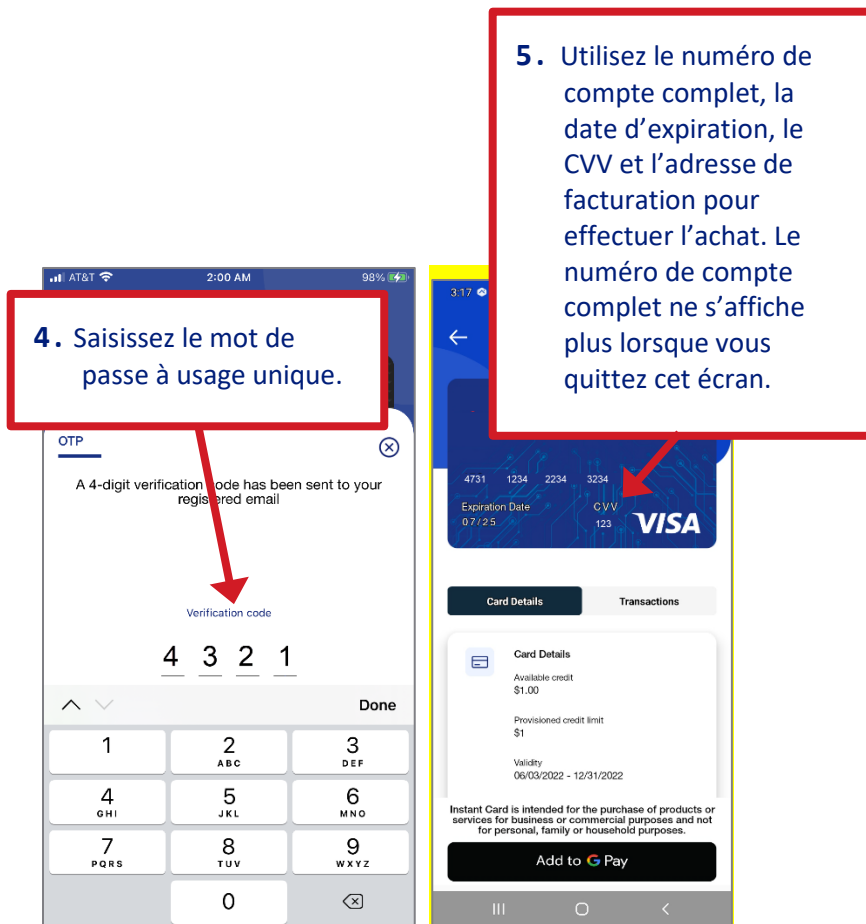 5. Utilisez le numéro de
compte complet, la
date d’expiration, le
CVV et l’adresse de
facturation pour
effectuer l’achat. Le
numéro de compte
complet ne s’affiche
plus lorsque vous
quittez cet écran.
AT&T 2:00 AM 98%
4. Saisissez le mot de
passe à usage unique.
OTP
A 4-digit verification code has been sent to your
registered email
Verification code
4 3 2 1
Done
1 2 3
ABC DEF
4 5 6
GHI JKL MNO
7 8 9
PQRS TUV WXYZ
0
3:17
4731 1234 2234 3234
Expiration Date CVV
07/25 123
VISA
Card Details Transactions
Card Details
Available credit
$1.00
Provisioned credit limit
$1
Validity
06/03/2022 - 12/31/2022
Instant Card is intended for the purchase of products or
services for business or commercial purposes and not
for personal, family or household purposes.
Add to G Pay